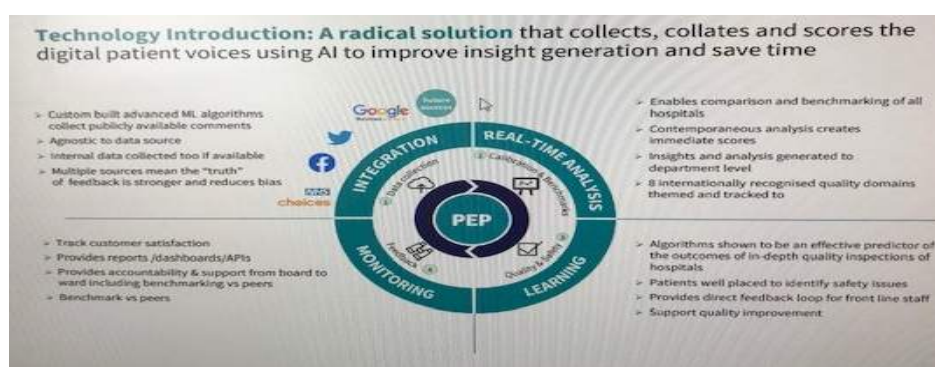 Technology Introduction: A radical solution that collects, collates and scores the
digital patient voices using AI to improve insight generation and save time
Custom built advanced ML algorithms
collect publicly available comments
Agnostic to data source
Internal data collected too if available
Multiple sources mean the "truth"
of feedback is stronger and reduces bias
Google
Future
sources
NHS
choices
Enables comparison and benchmarking of all
hospitals
Contemporaneous analysis creates
immediate scores
Insights and analysis generated to
department level
8 internationally recognised quality domains
themed and tracked to
INTEGRATION
REAL-TIME ANALYSIS
Data collection
Calibration & Benchmarks
PEP
Feedback
Quality & Safety
MONITORING
LEARNING
Track customer satisfaction
Provides reports /dashboards/APIs
Provides accountability & support from board to
ward including benchmarking vs peers
Benchmark vs peers
Algorithms shown to be an effective predictor of
the outcomes of in-depth quality inspections of
hospitals
Patients well placed to identify safety issues
Provides direct feedback loop for front line staff
Support quality improvement